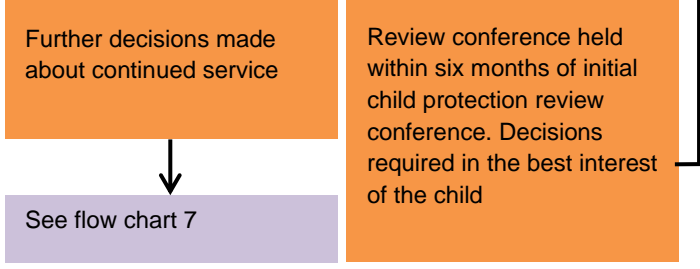 Further decisions made
about continued service
See flow chart 7
Review conference held
within six months of initial
child protection review
conference. Decisions
required in the best interest
of the child